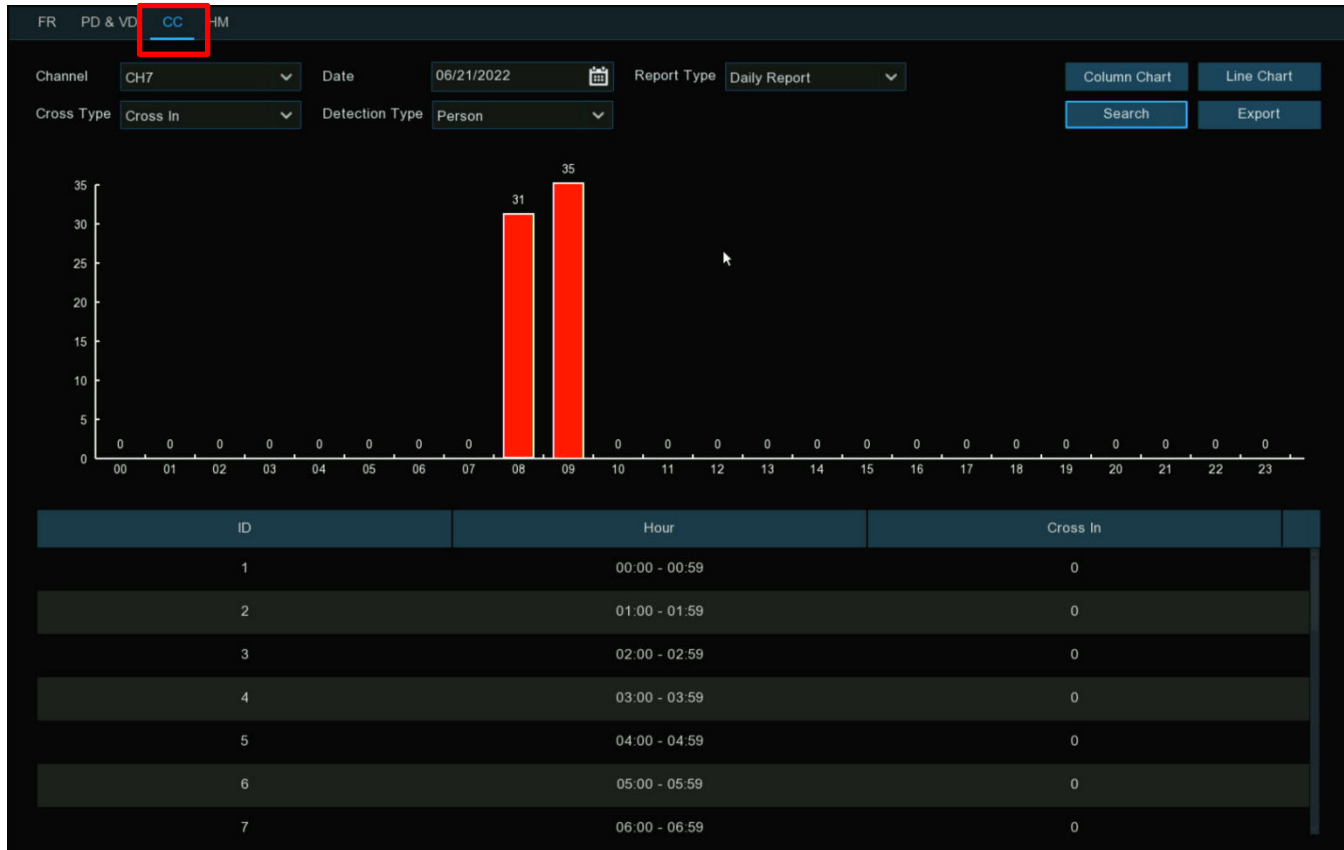 FR PD & VD CC HM
Channel CH7 Date 06/21/2022 Report Type Daily Report Column Chart Line Chart
Cross Type Cross In Detection Type Person Search Export
35
31
35
30
25
20
15
10
5
0 0 0 0 0 0 0 0 0 0 0 0 0 0 0 0 0 0 0 0 0 0
0
00 01 02 03 04 05 06 07 08 09 10 11 12 13 14 15 16 17 18 19 20 21 22 23
ID Hour Cross In
1 00:00 - 00:59 0
2 01:00 - 01:59 0
3 02:00 - 02:59 0
4 03:00 - 03:59 0
5 04:00 - 04:59 0
6 05:00 - 05:59 0
7 06:00 - 06:59 0